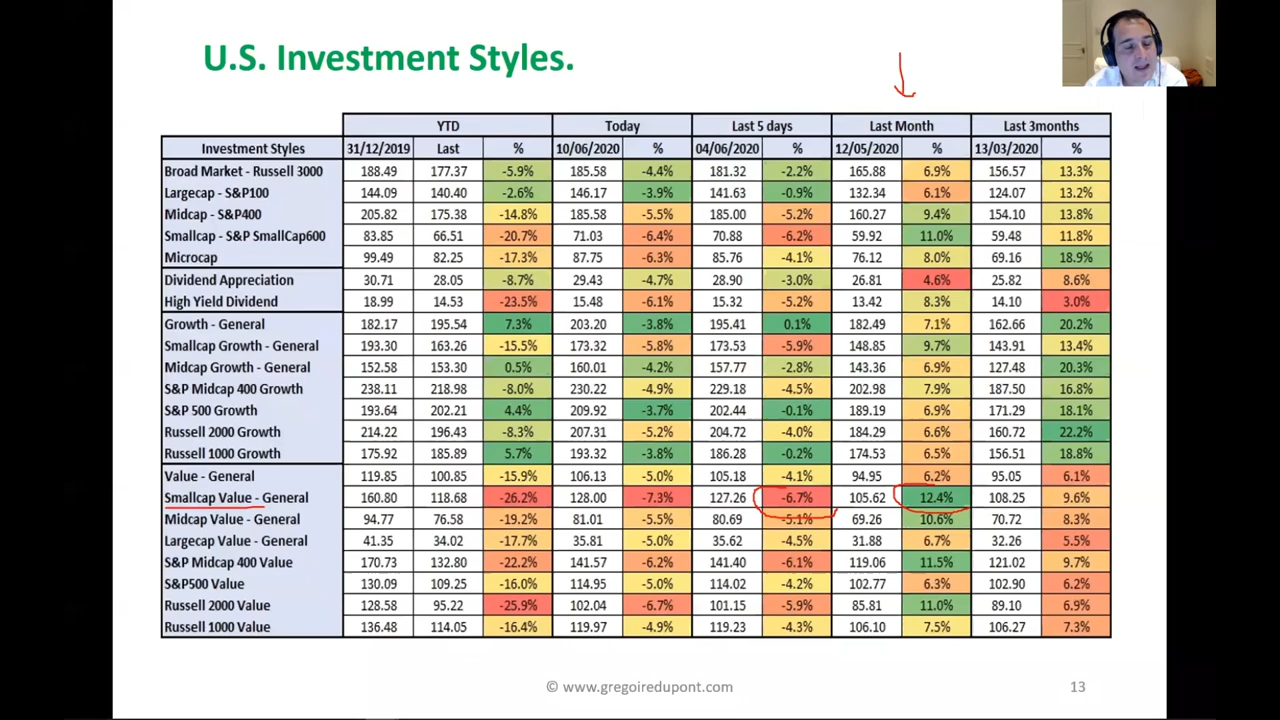 U.S. Investment Styles.
YTD Today Last 5 days Last Month Last 3months
Investment Styles 31/12/2019 Last % 10/06/2020 % 04/06/2020 % 12/05/2020 % 13/03/2020 %
Broad Market - Russell 3000 188.49 177.37 -5.9% 185.58 -4.4% 181.32 -2.2% 165.88 6.9% 156.57 13.3%
Largecap - S&P100 144.09 140.40 -2.6% 146.17 -3.9% 141.63 -0.9% 132.34 6.1% 124.07 13.2%
Midcap - S&P400 205.82 175.38 -14.8% 185.58 -5.5% 185.00 -5.2% 160.27 9.4% 154.10 13.8%
Smallcap - S&P SmallCap600 83.85 66.51 -20.7% 71.03 -6.4% 70.88 -6.2% 59.92 11.0% 59.48 11.8%
Microcap 99.49 82.25 -17.3% 87.75 -6.3% 85.76 -4.1% 76.12 8.0% 69.16 18.9%
Dividend Appreciation 30.71 28.05 -8.7% 29.43 -4.7% 28.90 -3.0% 26.81 4.6% 25.82 8.6%
High Yield Dividend 18.99 14.53 -23.5% 15.48 -6.1% 15.32 -5.2% 13.42 8.3% 14.10 3.0%
Growth - General 182.17 195.54 7.3% 203.20 -3.8% 195.41 0.1% 182.49 7.1% 162.66 20.2%
Smallcap Growth - General 193.30 163.26 -15.5% 173.32 -5.8% 173.53 -5.9% 148.85 9.7% 143.91 13.4%
Midcap Growth - General 152.58 153.30 0.5% 160.01 -4.2% 157.77 -2.8% 143.36 6.9% 127.48 20.3%
S&P Midcap 400 Growth 238.11 218.98 -8.0% 230.22 -4.9% 229.18 -4.5% 202.98 7.9% 187.50 16.8%
S&P 500 Growth 193.64 202.21 4.4% 209.92 -3.7% 202.44 -0.1% 189.19 6.9% 171.29 18.1%
Russell 2000 Growth 214.22 196.43 -8.3% 207.31 -5.2% 204.72 -4.0% 184.29 6.6% 160.72 22.2%
Russell 1000 Growth 175.92 185.89 5.7% 193.32 -3.8% 186.28 -0.2% 174.53 6.5% 156.51 18.8%
Value - General 119.85 100.85 -15.9% 106.13 -5.0% 105.18 -4.1% 94.95 6.2% 95.05 6.1%
Smallcap Value - General 160.80 118.68 -26.2% 128.00 -7.3% 127.26 -6.7% 105.62 12.4% 108.25 9.6%
Midcap Value - General 94.77 76.58 -19.2% 81.01 -5.5% 80.69 -5.1% 69.26 10.6% 70.72 8.3%
Largecap Value - General 41.35 34.02 -17.7% 35.81 -5.0% 35.62 -4.5% 31.88 6.7% 32.26 5.5%
S&P Midcap 400 Value 170.73 132.80 -22.2% 141.57 -6.2% 141.40 -6.1% 119.06 11.5% 121.02 9.7%
S&P500 Value 130.09 109.25 -16.0% 114.95 -5.0% 114.02 -4.2% 102.77 6.3% 102.90 6.2%
Russell 2000 Value 128.58 95.22 -25.9% 102.04 -6.7% 101.15 -5.9% 85.81 11.0% 89.10 6.9%
Russell 1000 Value 136.48 114.05 -16.4% 119.97 -4.9% 119.23 -4.3% 106.10 7.5% 106.27 7.3%
© www.gregoiredupont.com 13